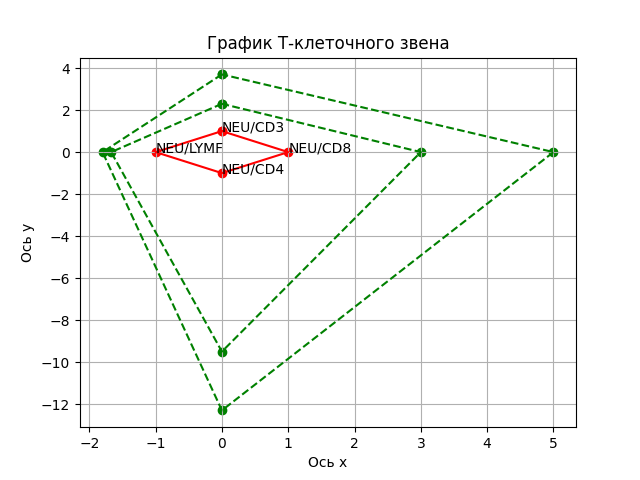 График Т-клеточного звена
Ось y
4
2
0
−2
−4
−6
−8
−10
−12
NEU/CD3
NEU/LYMF
NEU/CD8
NEU/CD4
−2 −1 0 1 2 3 4 5
Ось x